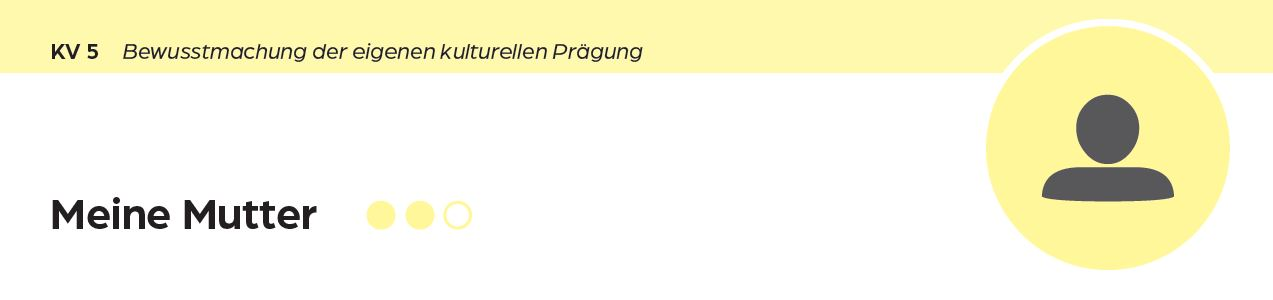 KV 5 Bewusstmachung der eigenen kulturellen Prägung
Meine Mutter